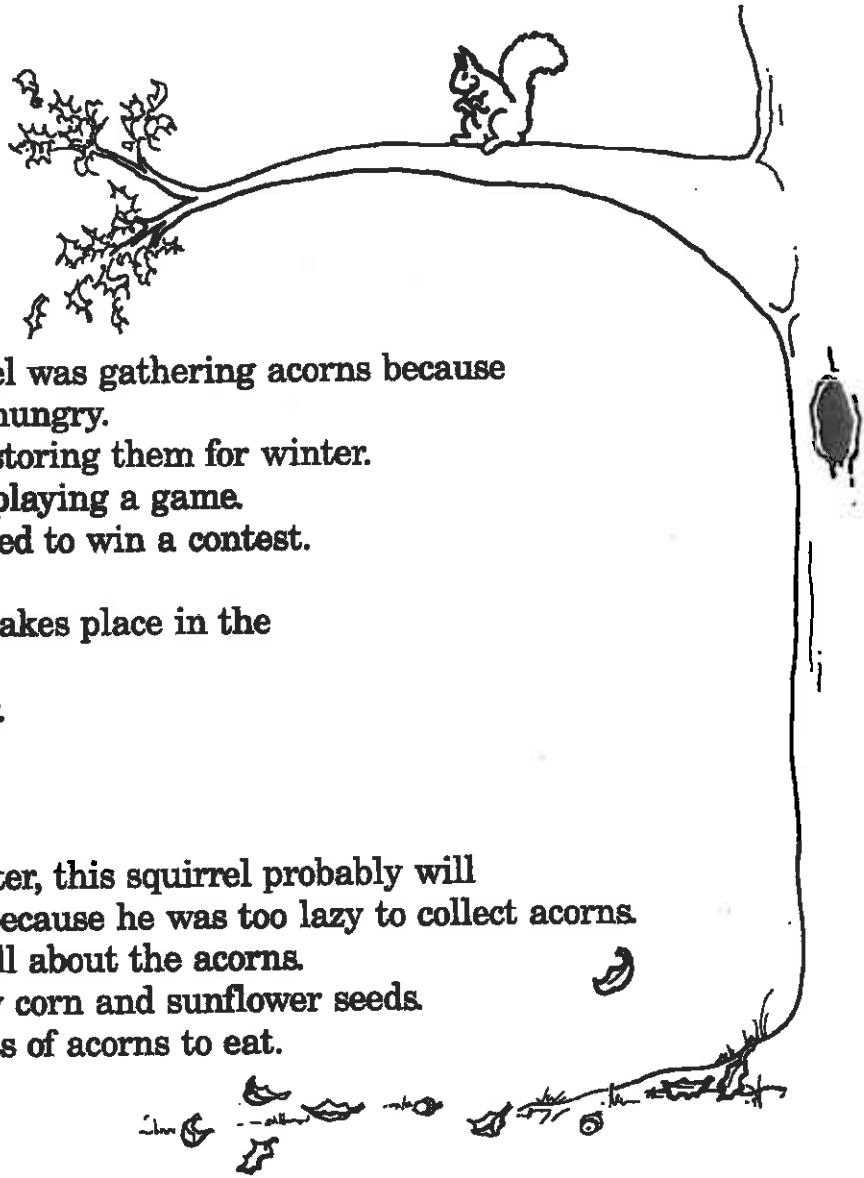 el was gathering acorns because
hungry.
storing them for winter.
playing a game.
ed to win a contest.
akes place in the
.
ter, this squirrel probably will
ecause he was too lazy to collect acorns.
ll about the acorns.
y corn and sunflower seeds.
s of acorns to eat.